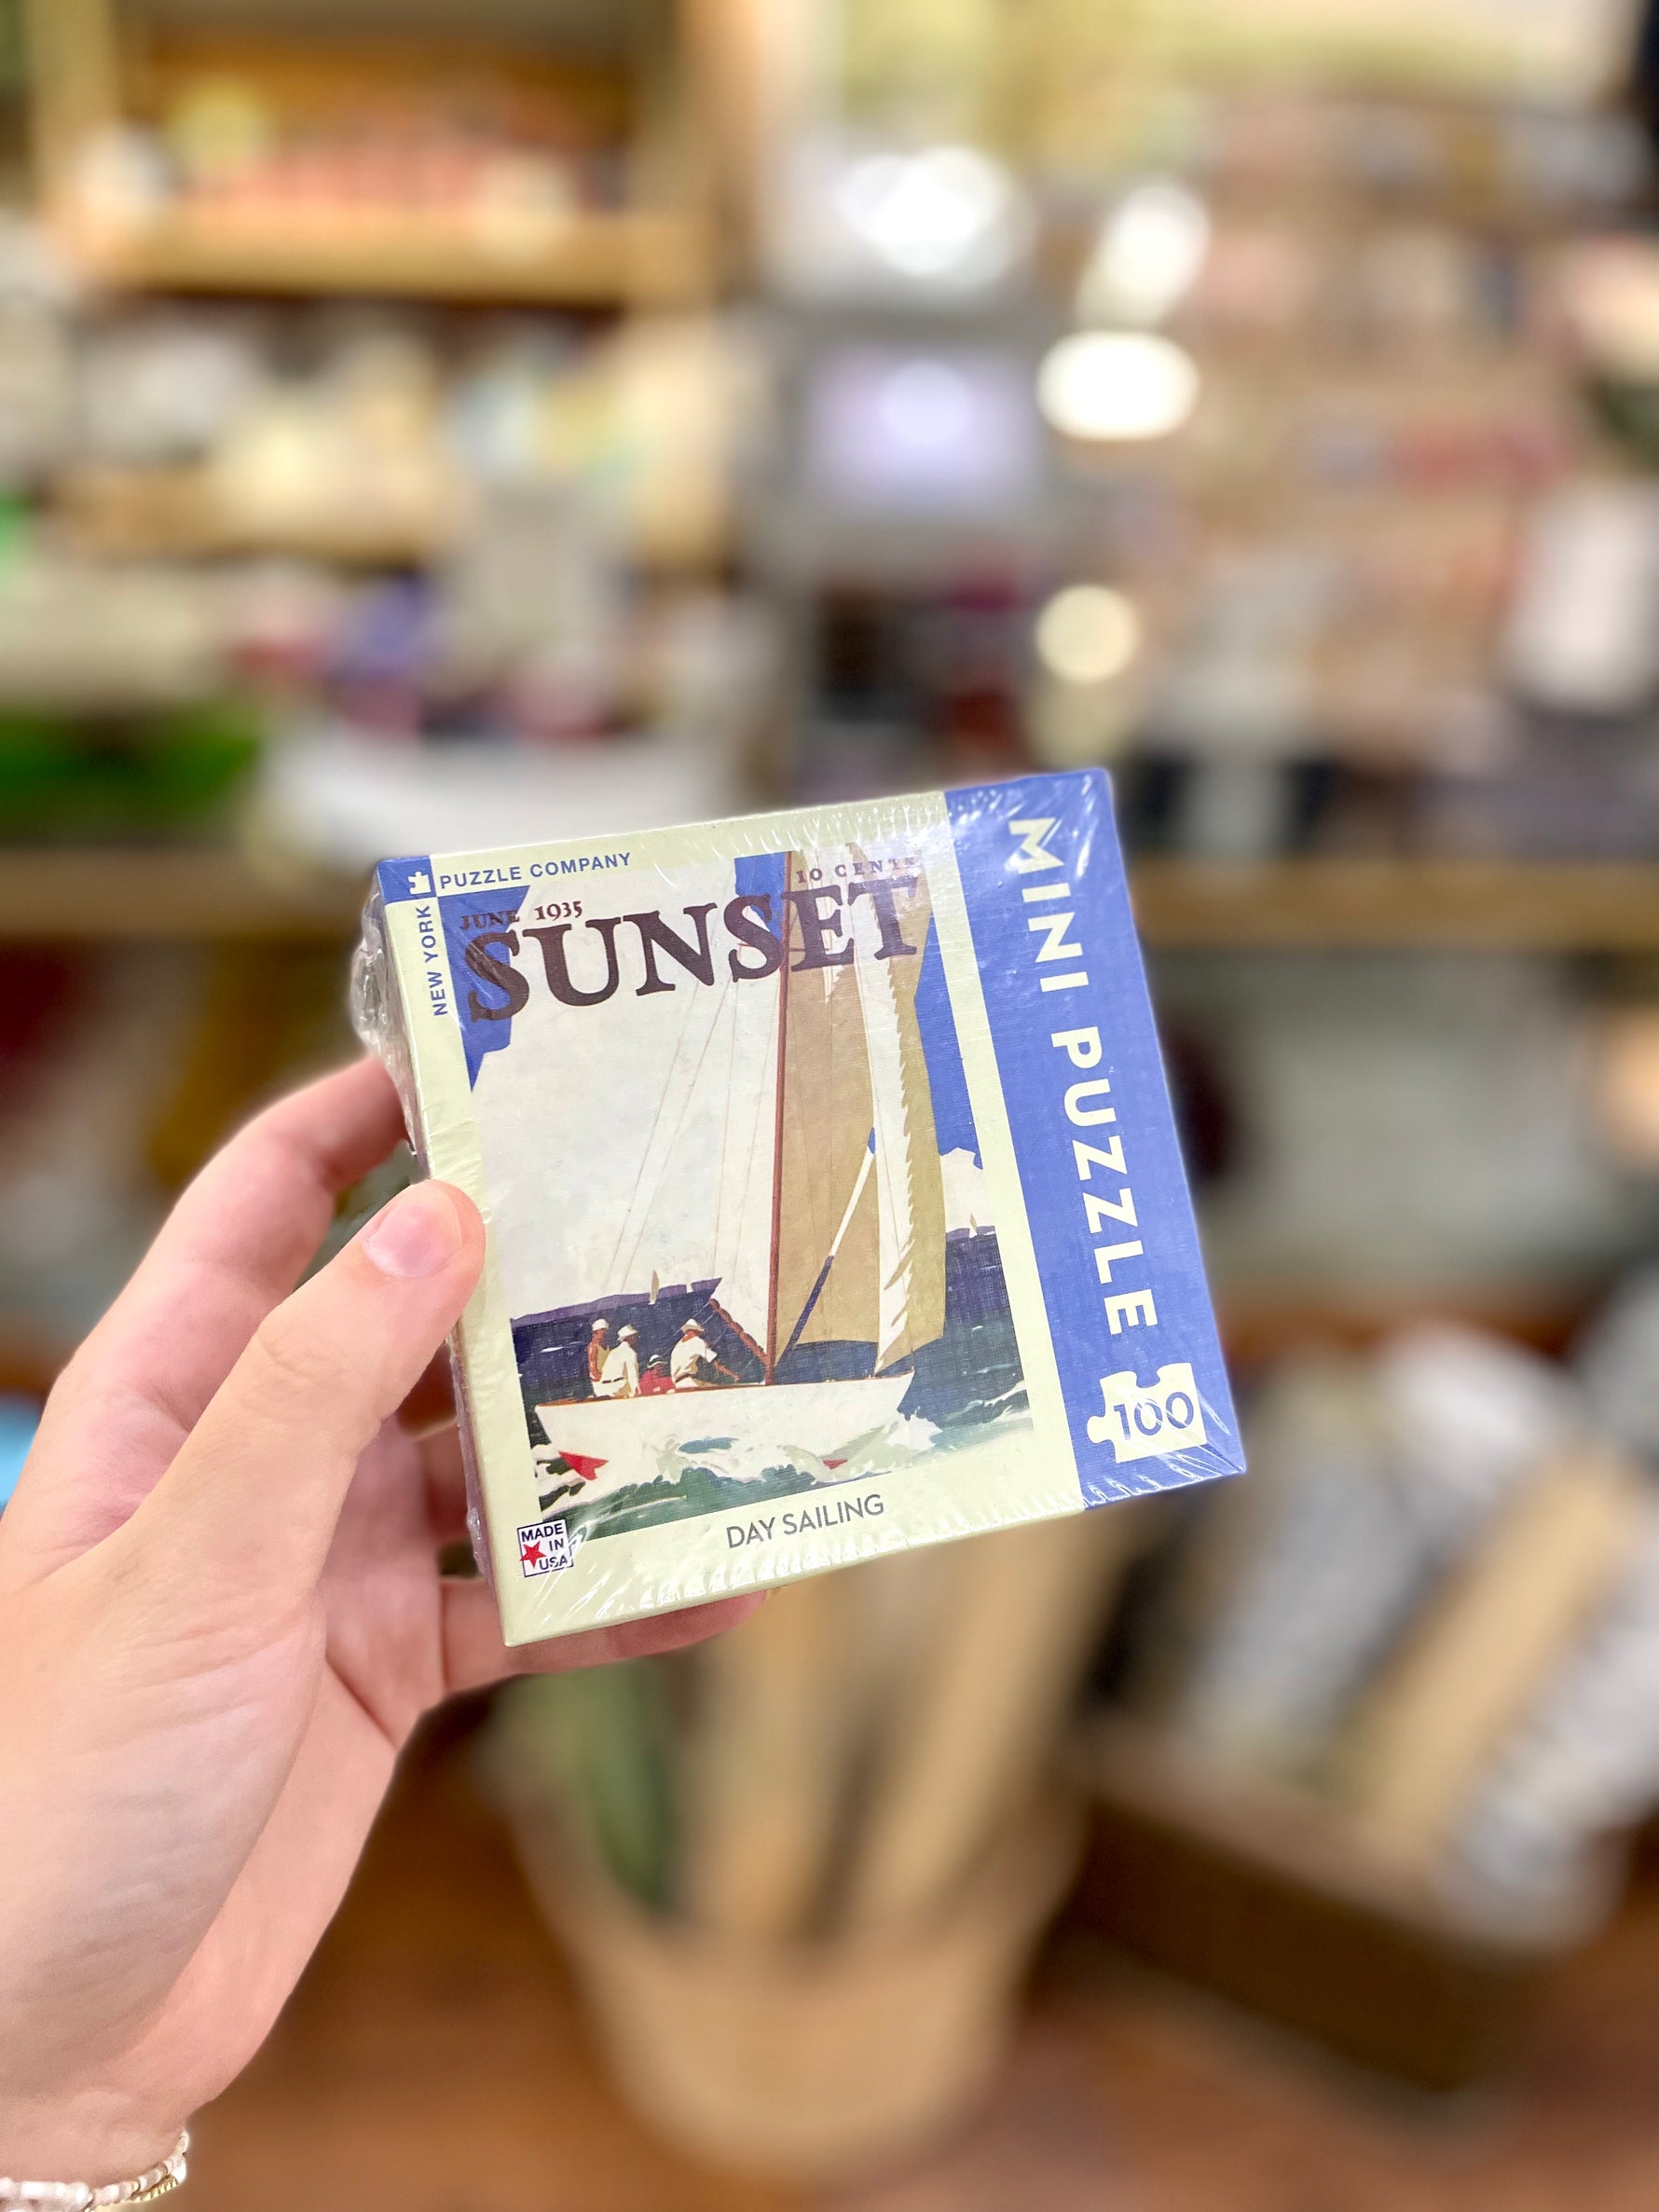 PUZZLE COMPANY
NEW YORK
10 CENTS
JUNE 1935
SUNSET
MINI PUZZLE
100
DAY SAILING
MADE
IN
USA